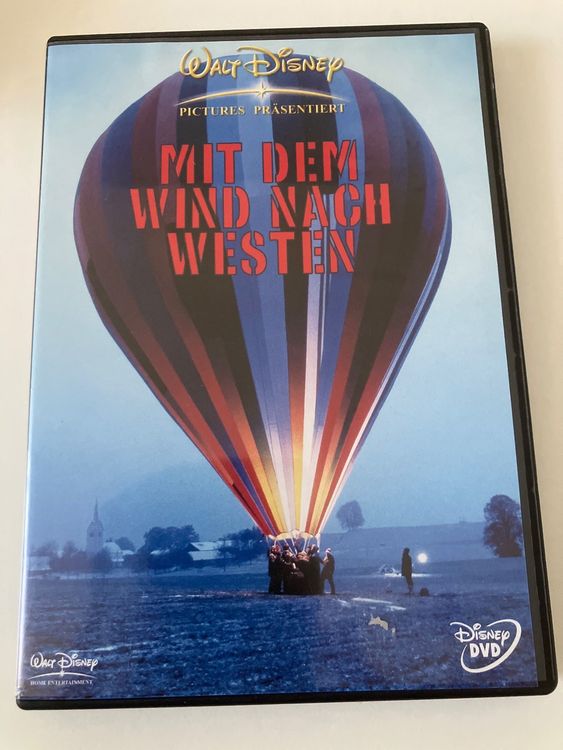 WALT DISNEY
PICTURES PRÄSENTIERT
MIT DEM
WIND NACH
WESTEN
WALT DISNEY
HOME ENTERTAINMENT
DISNEY
DVD